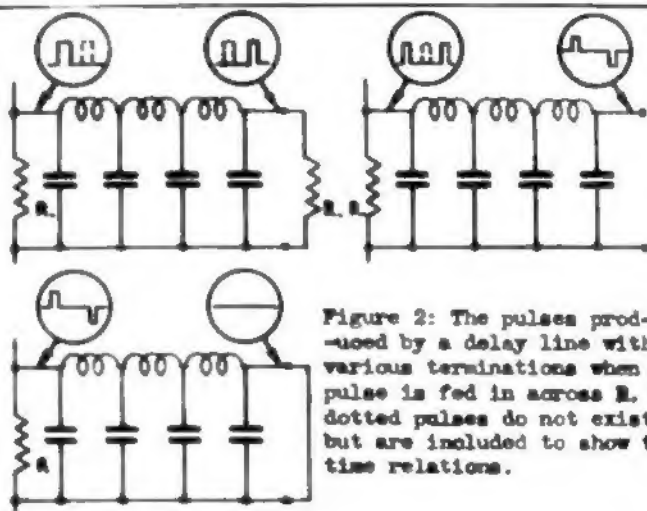 R R R
R
Figure 2: The pulses prod-
-uced by a delay line with
various terminations when
pulse is fed in across R.
dotted pulses do not exist
but are included to show t
time relations.